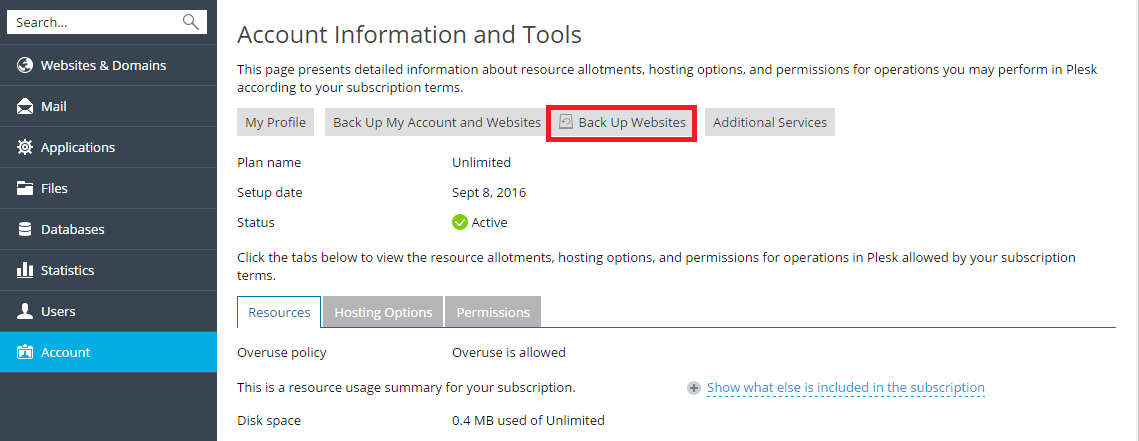 Search...
Websites & Domains
Mail
Applications
Files
Databases
Statistics
Users
Account
Account Information and Tools
This page presents detailed information about resource allotments, hosting options, and permissions for operations you may perform in Plesk
according to your subscription terms.
My Profile Back Up My Account and Websites Back Up Websites Additional Services
Plan name Unlimited
Setup date Sept 8, 2016
Status Active
Click the tabs below to view the resource allotments, hosting options, and permissions for operations in Plesk allowed by your subscription
terms.
Resources Hosting Options Permissions
Overuse policy Overuse is allowed
This is a resource usage summary for your subscription. Show what else is included in the subscription
Disk space 0.4 MB used of Unlimited